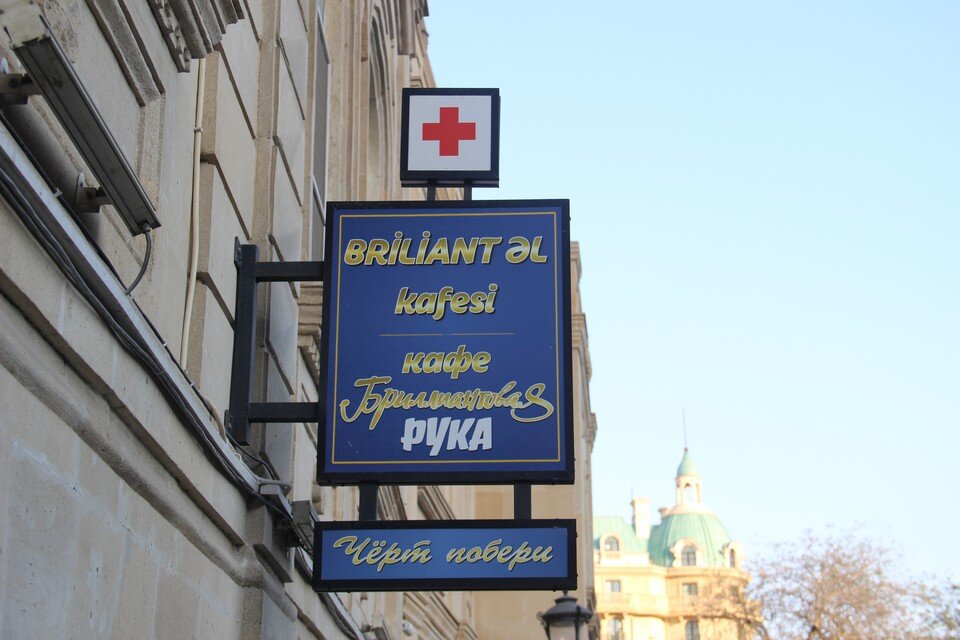 BRİLİANT ƏL
kafesi
кафе
Бриллиантовая
РУКА
Чёрт побери